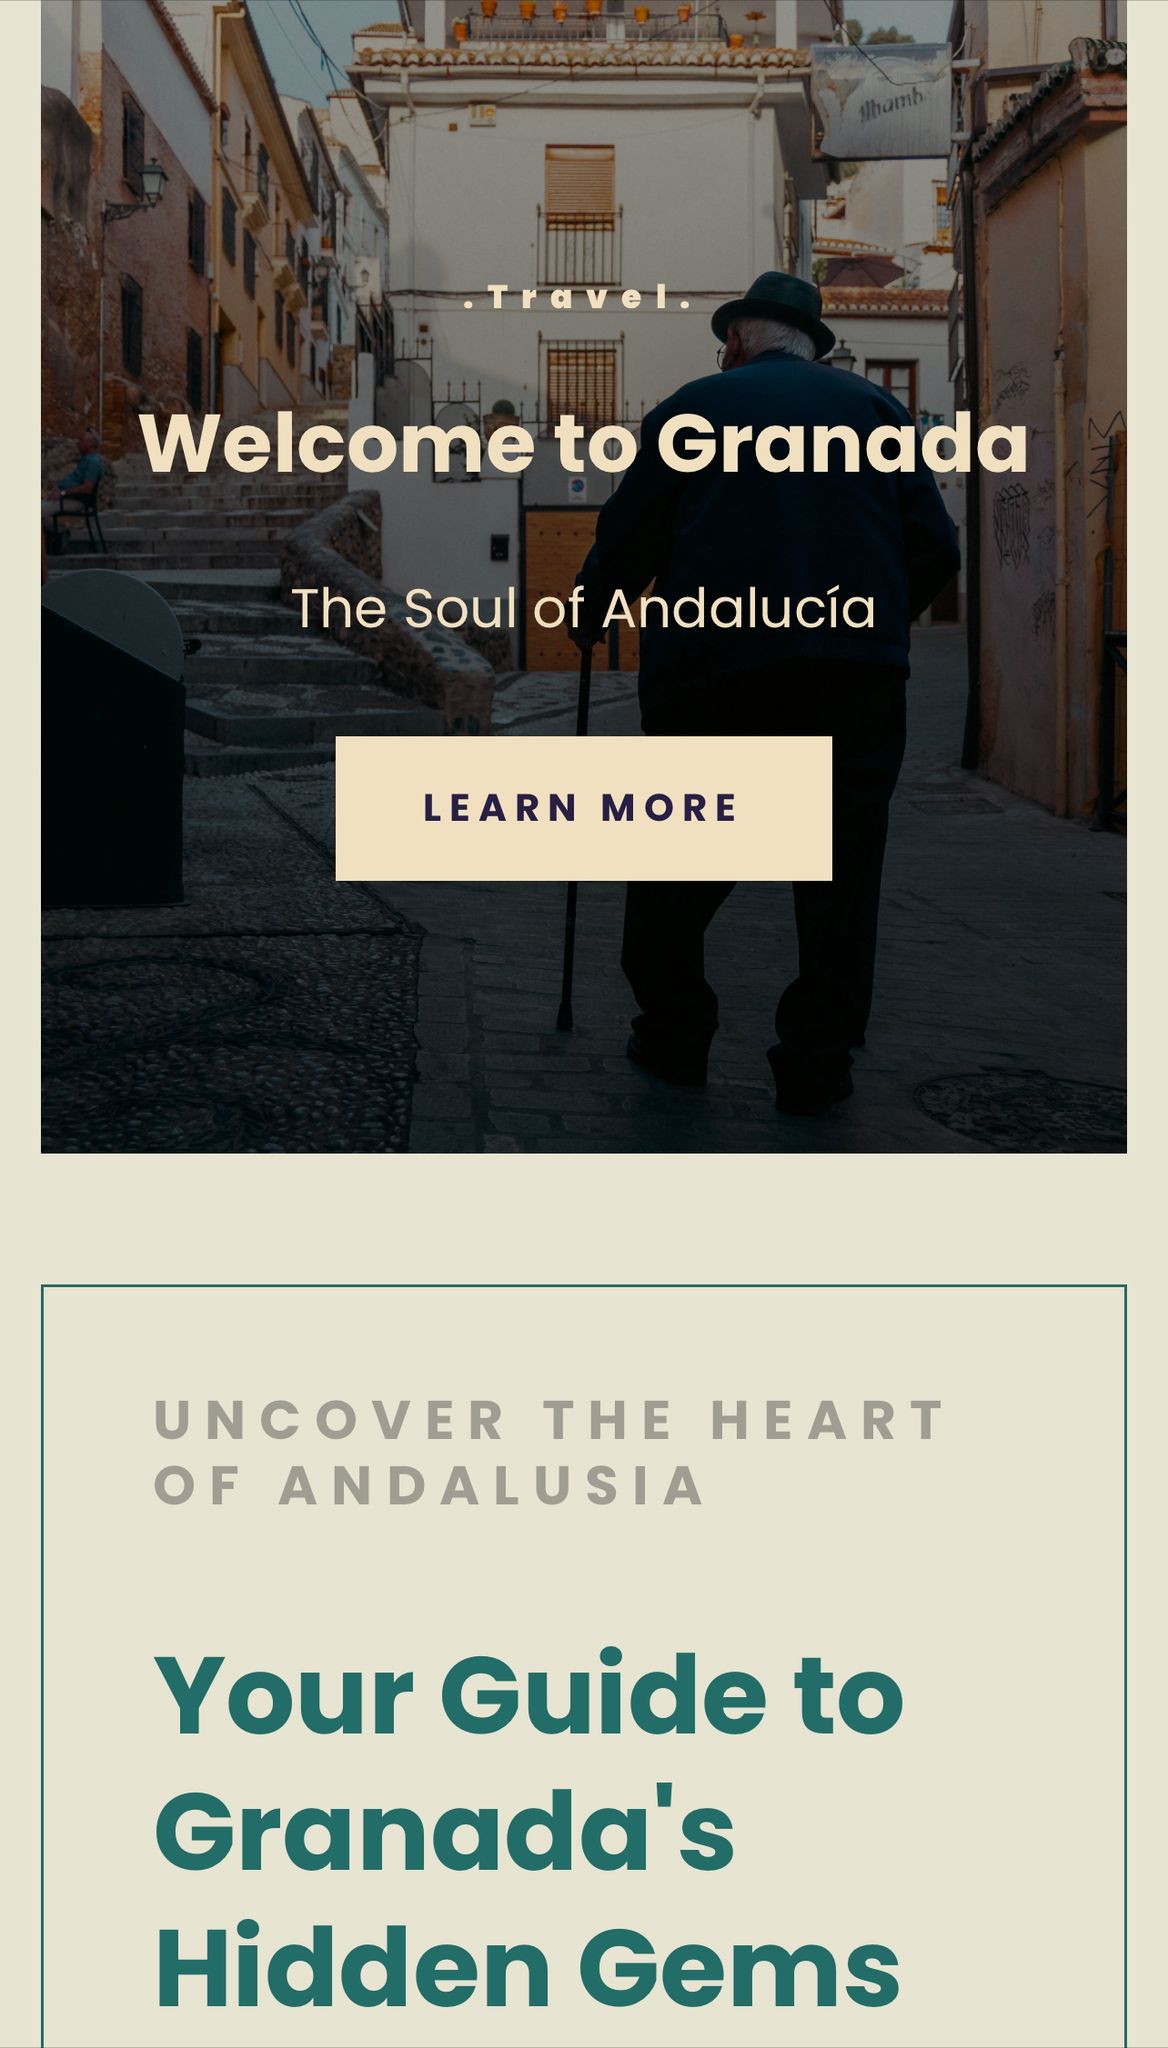 .Travel.
Welcome to Granada
The Soul of Andalucía
LEARN MORE
UNCOVER THE HEART
OF ANDALUSIA
Your Guide to
Granada's
Hidden Gems